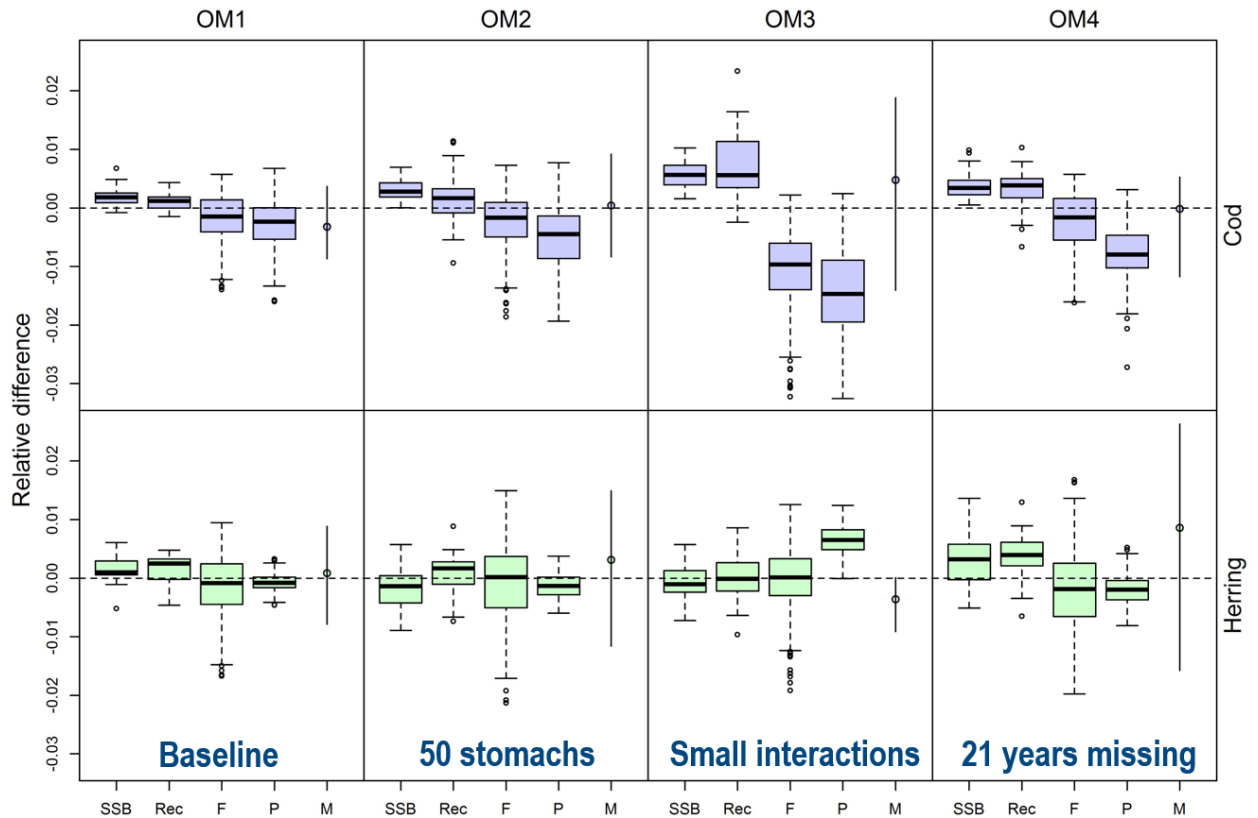 OM1 OM2 OM3 OM4
Relative difference
0.02
0.01
0.00
-0.01
-0.02
-0.03
Cod
0.02
0.01
0.00
-0.01
-0.02
-0.03
Herring
Baseline 50 stomachs Small interactions 21 years missing
SSB Rec F P M SSB Rec F P M SSB Rec F P M SSB Rec F P M